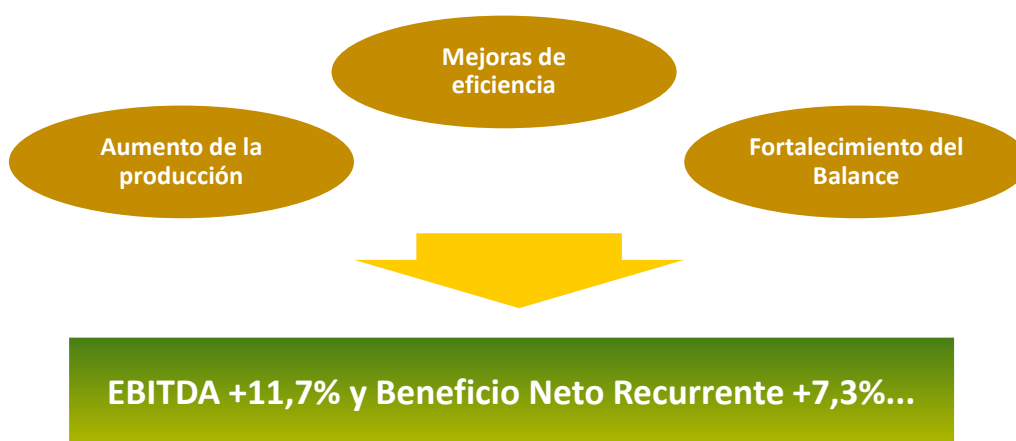 Mejoras de
eficiencia
Aumento de la
producción
Fortalecimiento del
Balance
EBITDA +11,7% y Beneficio Neto Recurrente +7,3%...